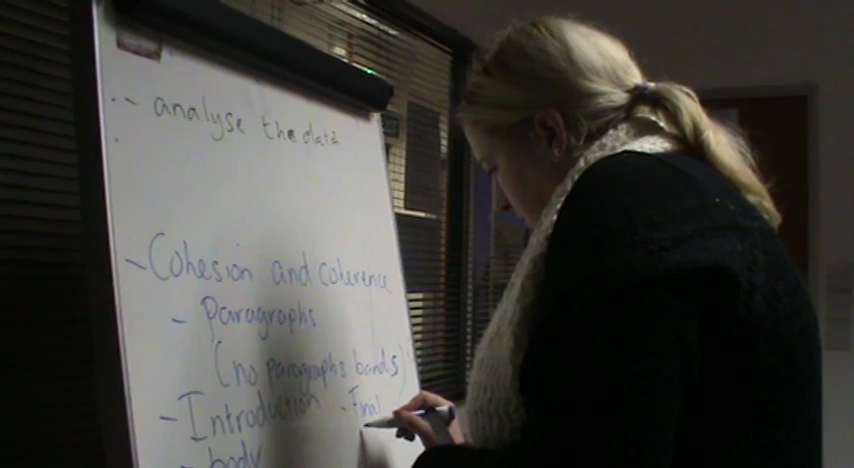 - analyse the data
- Cohesion and coherence
- Paragraphs
(no paragraphs bands)
- Introduction - Final
- body